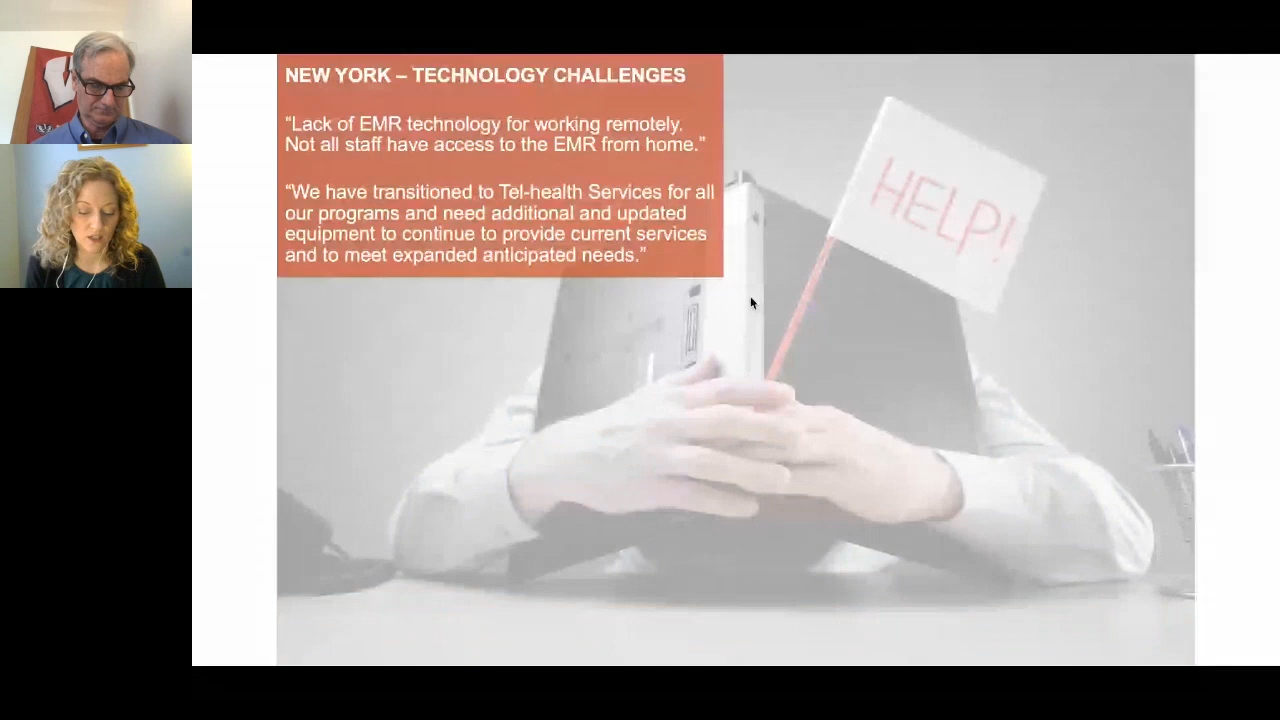 NEW YORK – TECHNOLOGY CHALLENGES
“Lack of EMR technology for working remotely.
Not all staff have access to the EMR from home.”
“We have transitioned to Tel-health Services for all
our programs and need additional and updated
equipment to continue to provide current services
and to meet expanded anticipated needs.”
HELP!
W